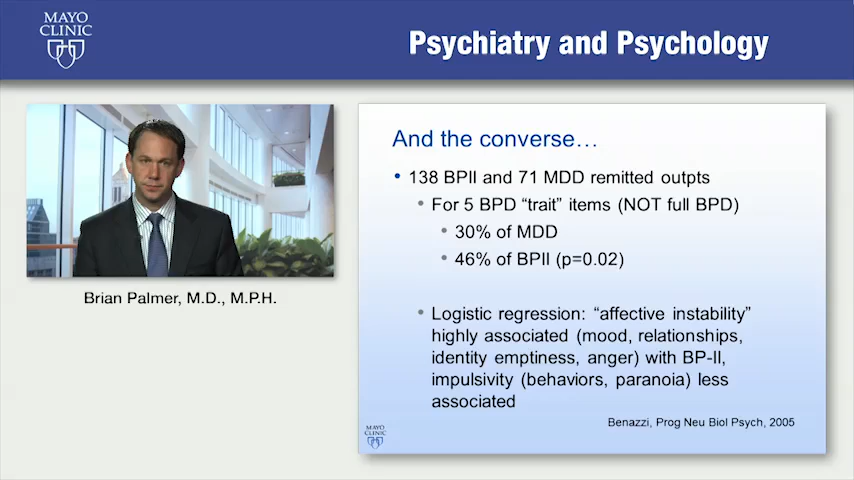 MAYO
CLINIC
Psychiatry and Psychology
And the converse…
• 138 BPII and 71 MDD remitted outpts
• For 5 BPD “trait” items (NOT full BPD)
• 30% of MDD
• 46% of BPII (p=0.02)
• Logistic regression: “affective instability”
highly associated (mood, relationships,
identity emptiness, anger) with BP-II,
impulsivity (behaviors, paranoia) less
associated
Benazzi, Prog Neu Biol Psych, 2005
MAYO
CLINIC
Brian Palmer, M.D., M.P.H.